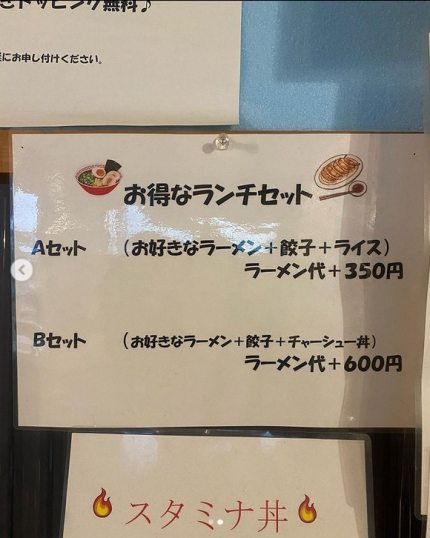 トッピング無料♪
にお申し付けください。
お得なランチセット
Aセット （お好きなラーメン＋餃子＋ライス）
ラーメン代＋350円
Bセット （お好きなラーメン＋餃子＋チャーシュー丼）
ラーメン代＋600円
スタミナ丼